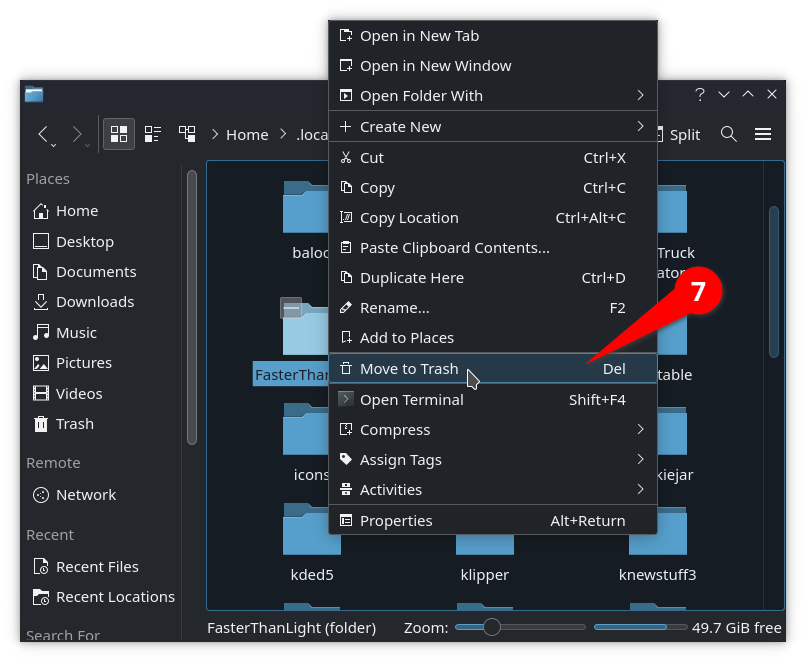 Open in New Tab
Open in New Window
Open Folder With
Create New
Cut Ctrl+X
Copy Ctrl+C
Copy Location Ctrl+Alt+C
Paste Clipboard Contents...
Duplicate Here Ctrl+D
Rename... F2
Add to Places
Move to Trash Del
Open Terminal Shift+F4
Compress
Assign Tags
Activities
Properties Alt+Return
7
?
Home .loca
Split
Places
Home
Desktop
Documents
Downloads
Music
Pictures
Videos
Trash
Remote
Network
Recent
Recent Files
Recent Locations
Search For
baloo
Truck
ator
FasterThan
table
icons
kiejar
kded5
klipper
knewstuff3
FasterThanLight (folder)
Zoom:
49.7 GiB free